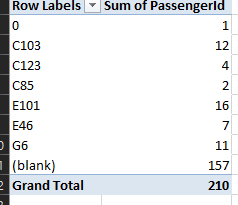 Row Labels Sum of PassengerId
0 1
C103 12
C123 4
C85 2
E101 16
E46 7
G6 11
(blank) 157
Grand Total 210